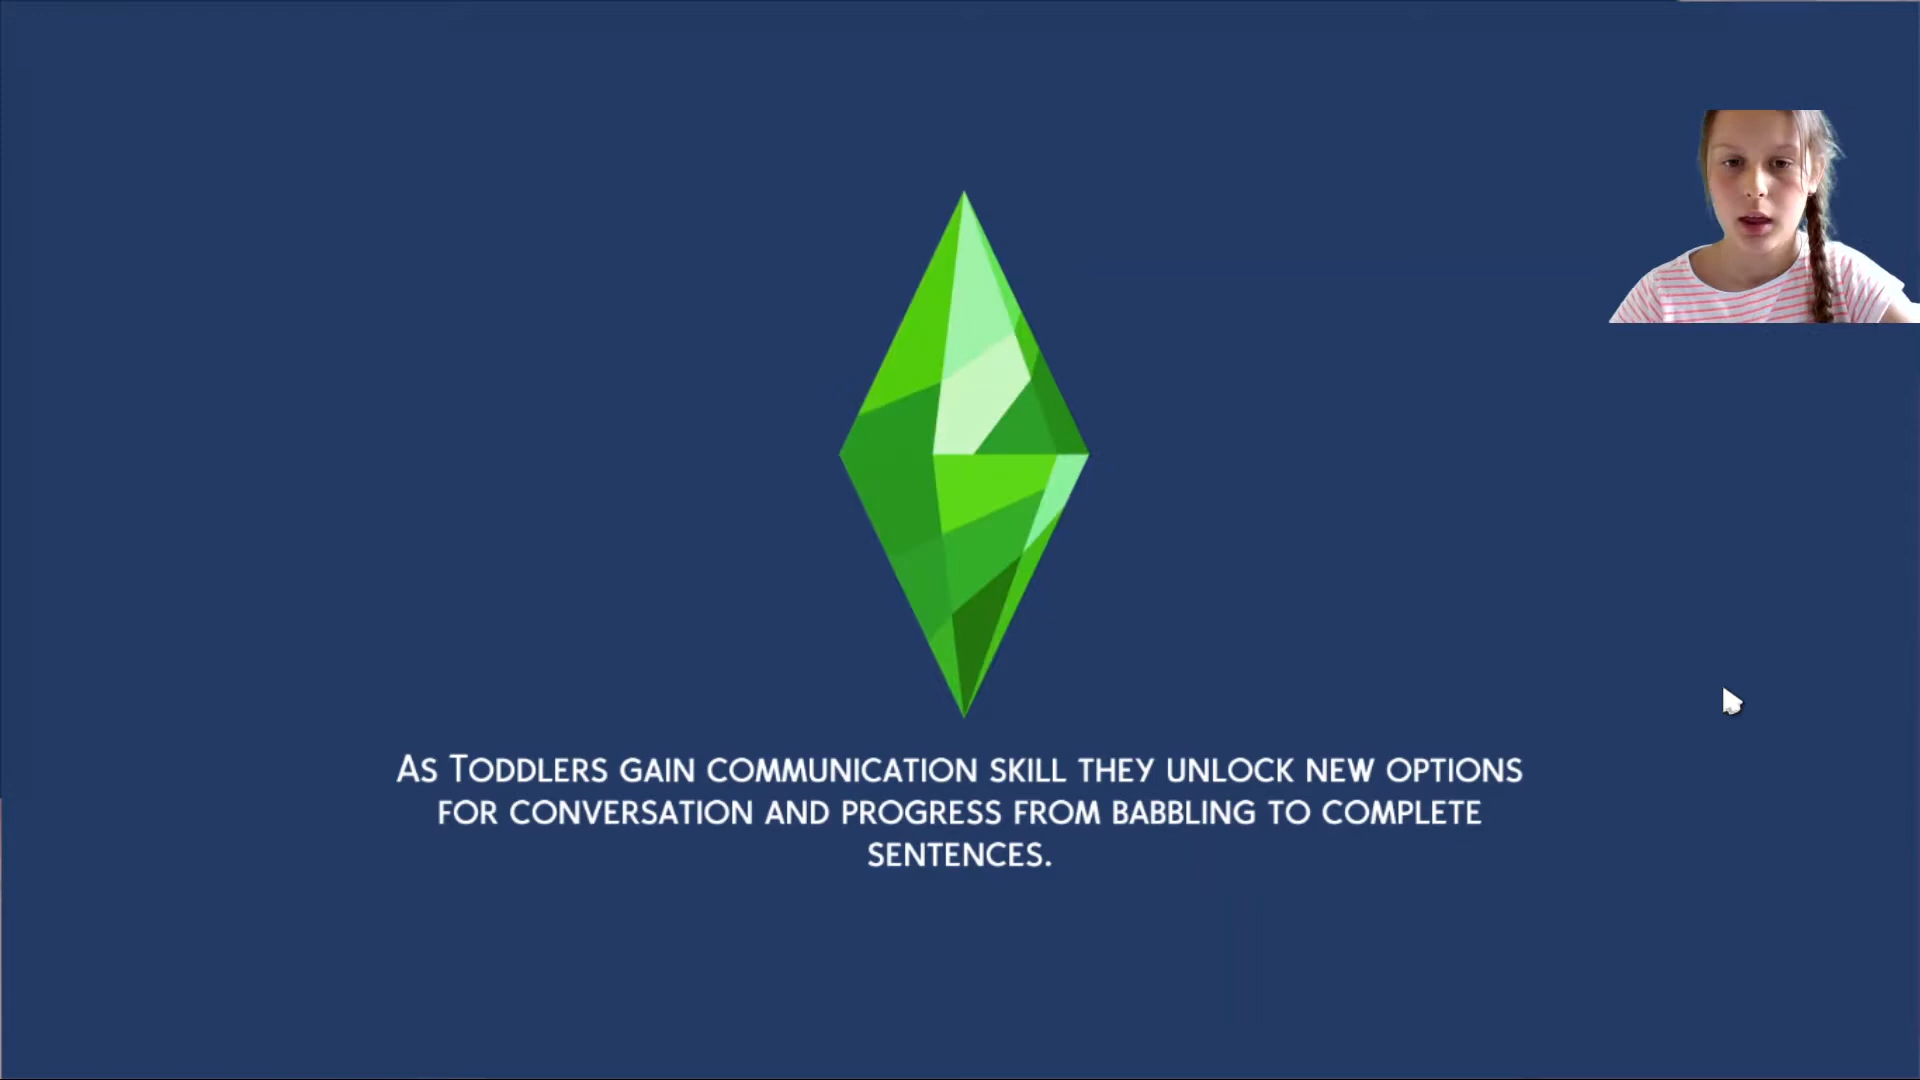 As Toddlers gain communication skill they unlock new options
for conversation and progress from babbling to complete
sentences.